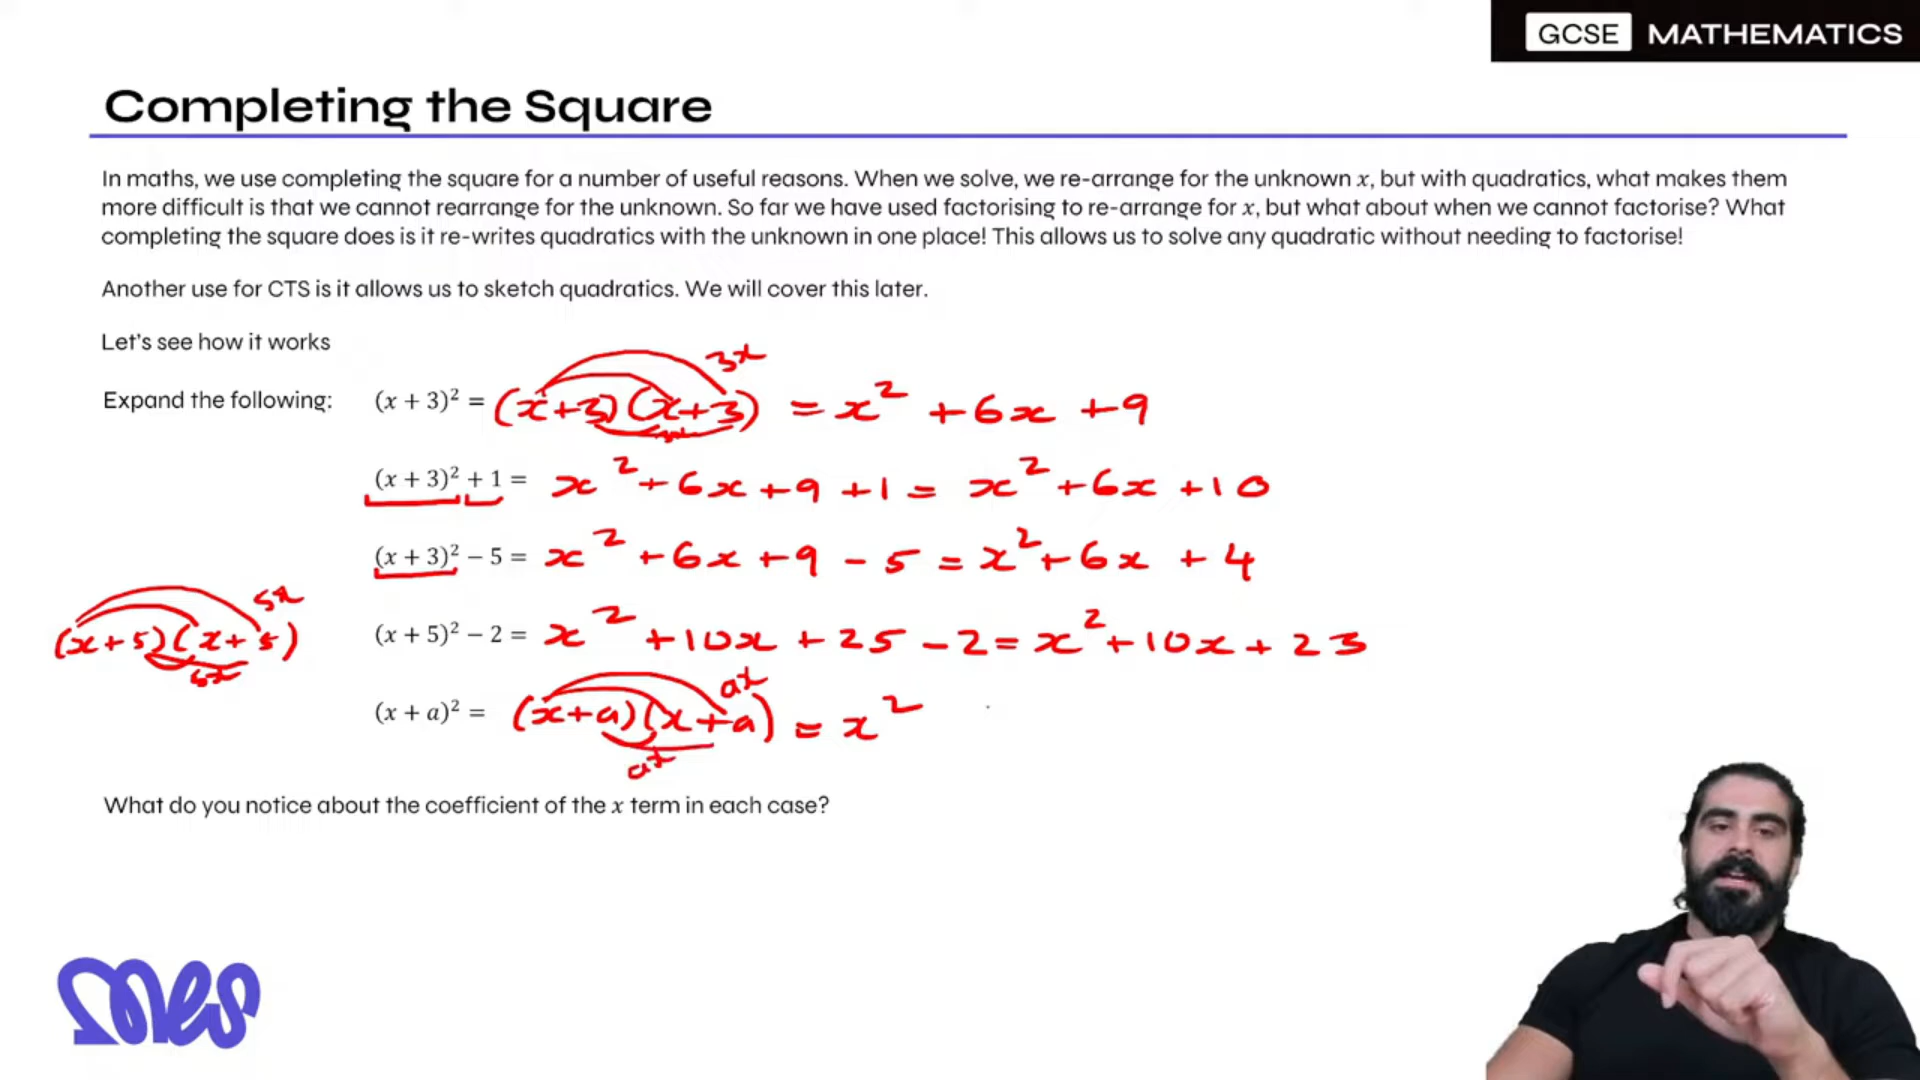 GCSE MATHEMATICS
Completing the Square
In maths, we use completing the square for a number of useful reasons. When we solve, we re-arrange for the unknown x, but with quadratics, what makes them
more difficult is that we cannot rearrange for the unknown. So far we have used factorising to re-arrange for x, but what about when we cannot factorise? What
completing the square does is it re-writes quadratics with the unknown in one place! This allows us to solve any quadratic without needing to factorise!
Another use for CTS is it allows us to sketch quadratics. We will cover this later.
Let's see how it works
3x
Expand the following: (x + 3)² = (x+3)(x+3) = x² + 6x + 9
3x
(x + 3)² + 1 = x² + 6x + 9 + 1 = x² + 6x + 10
(x + 3)² − 5 = x² + 6x + 9 − 5 = x² + 6x + 4
5x
(x+5)(x+5) (x + 5)² − 2 = x² + 10x + 25 − 2 = x² + 10x + 23
5x
ax
(x + a)² = (x+a)(x+a) = x²
ax
What do you notice about the coefficient of the x term in each case?
mes